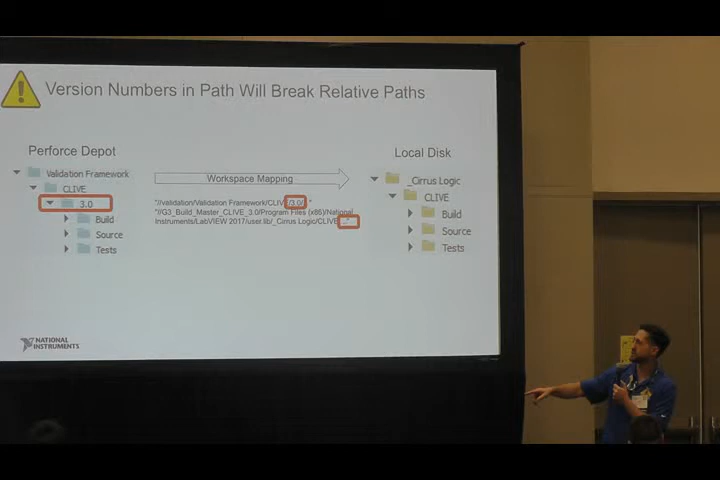 Version Numbers in Path Will Break Relative Paths
Perforce Depot
Validation Framework
CLIVE
3.0
Build
Source
Tests
Workspace Mapping
"//validation/Validation Framework/CLIVE/3.0/..."
"//G3_Build_Master_CLIVE_3.0/Program Files (x86)/National
Instruments/LabVIEW 2017/user.lib/_Cirrus Logic/CLIVE/..."
Local Disk
_Cirrus Logic
CLIVE
Build
Source
Tests
NATIONAL
INSTRUMENTS